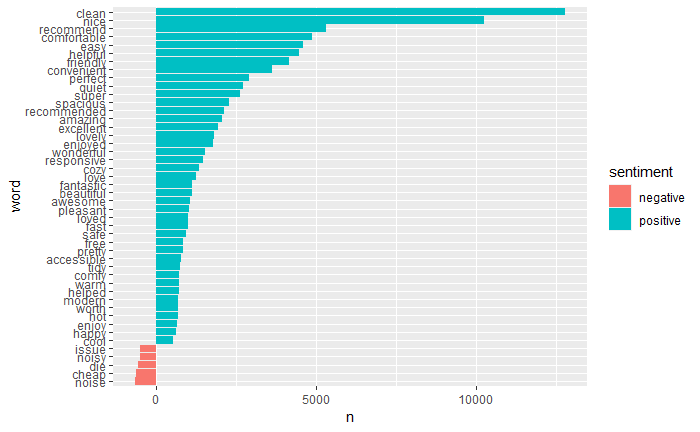 clean
nice
recommend
comfortable
easy
helpful
friendly
convenient
perfect
quiet
super
spacious
recommended
amazing
excellent
lovely
enjoyed
wonderful
responsive
cozy
love
fantastic
beautiful
awesome
pleasant
loved
fast
safe
free
pretty
accessible
tidy
comfy
warm
helped
modern
worth
hot
enjoy
happy
cool
issue
noisy
die
cheap
noise
word
0 5000 10000
n
sentiment
negative
positive